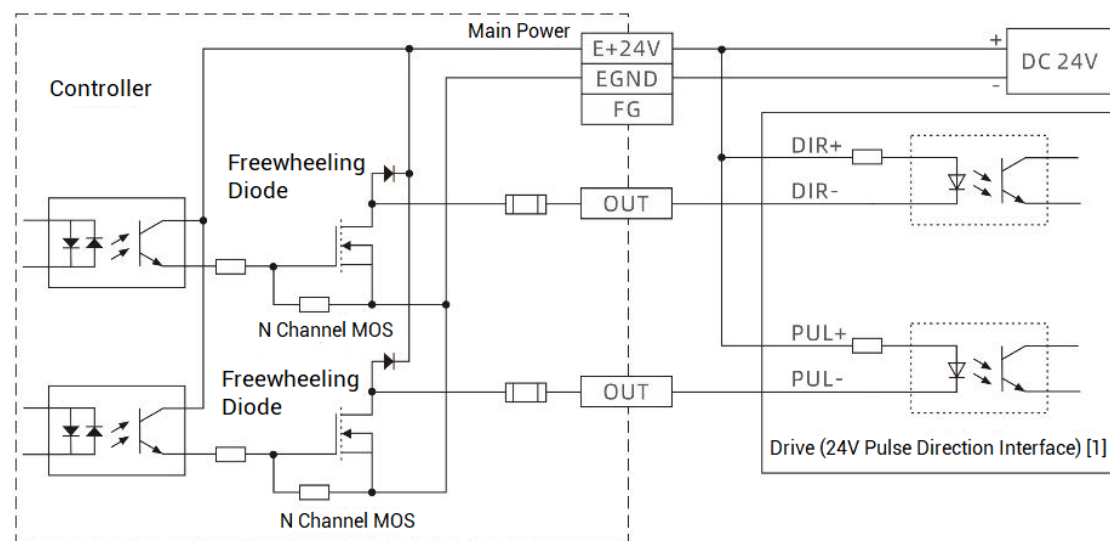 Main Power
E+24V
+
DC 24V
Controller
EGND
-
FG
DIR+
Freewheeling
Diode
OUT
DIR-
N Channel MOS
PUL+
Freewheeling
Diode
OUT
PUL-
Drive (24V Pulse Direction Interface) [1]
N Channel MOS